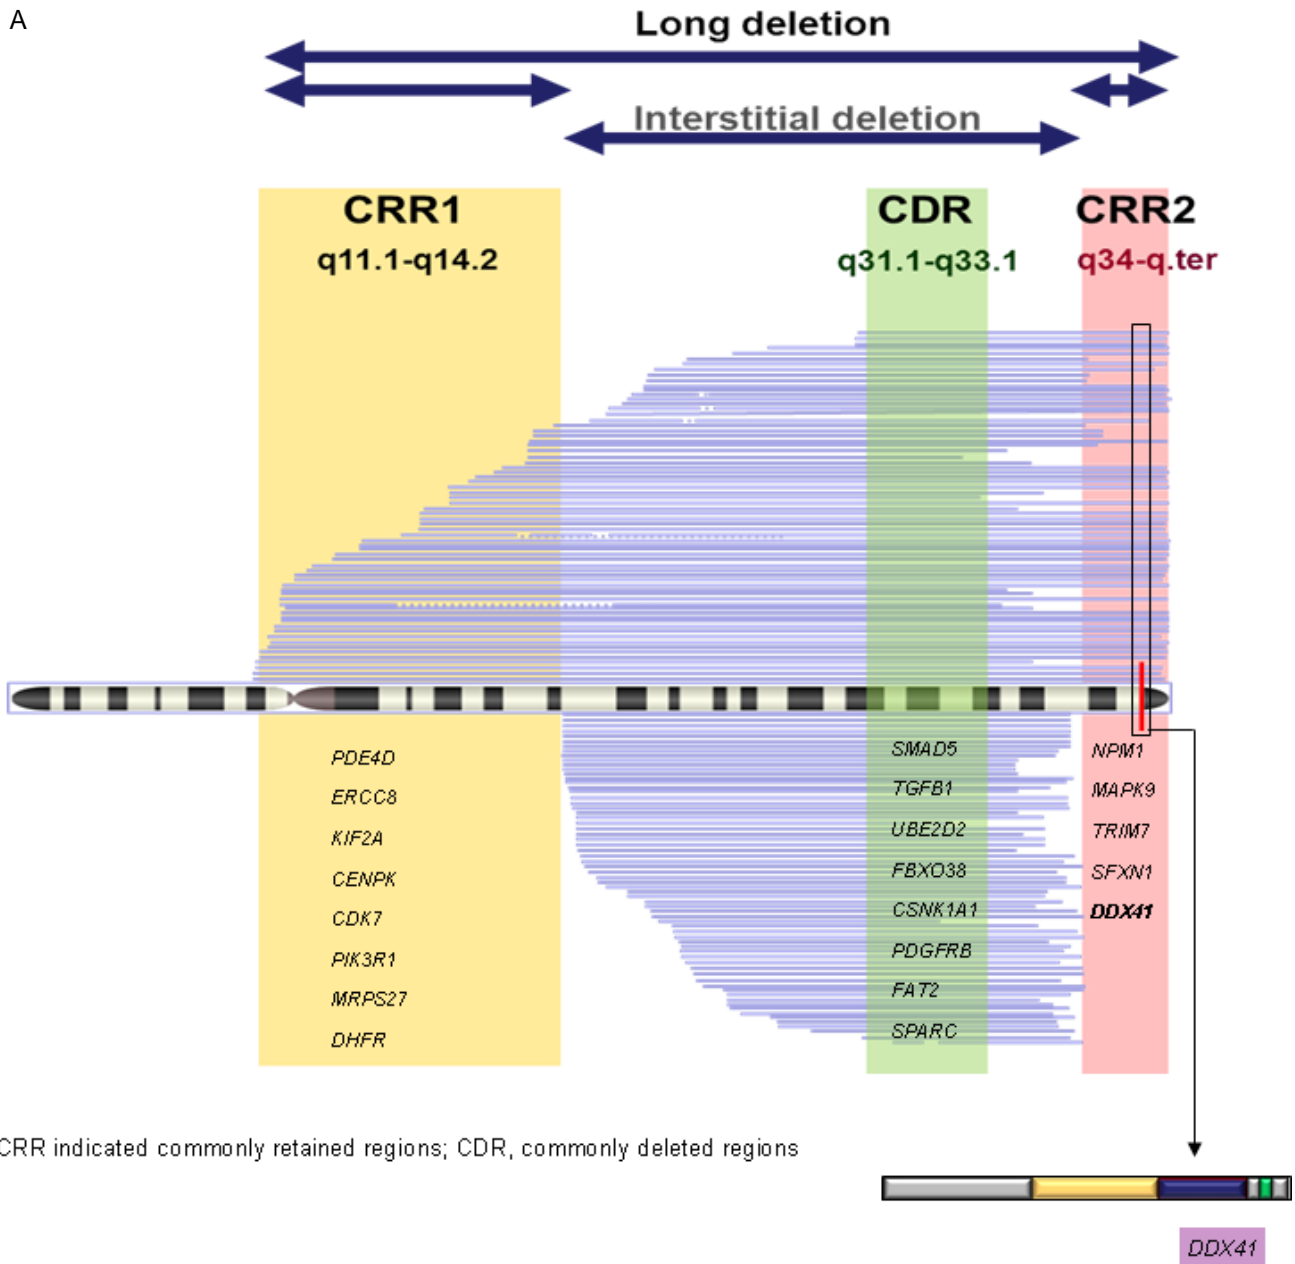 A
Long deletion
Interstitial deletion
CRR1
q11.1-q14.2
CDR
q31.1-q33.1
CRR2
q34-q.ter
PDE4D
ERCC8
KIF2A
CENPK
CDK7
PIK3R1
MRPS27
DHFR
SMAD5
TGFB1
UBE2D2
FBXO38
CSNK1A1
PDGFRB
FAT2
SPARC
NPM1
MAPK9
TRIM7
SFXN1
DDX41
CRR indicated commonly retained regions; CDR, commonly deleted regions
DDX41